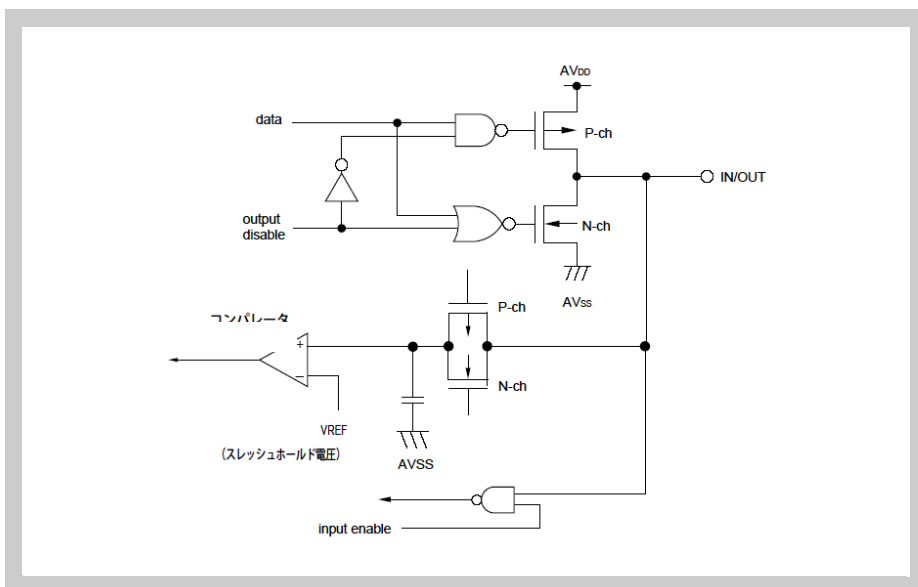 AVDD
data
P-ch
IN/OUT
output
disable
N-ch
AVss
コンパレータ
P-ch
+
−
N-ch
VREF
(スレッシュホールド電圧)
AVSS
input enable